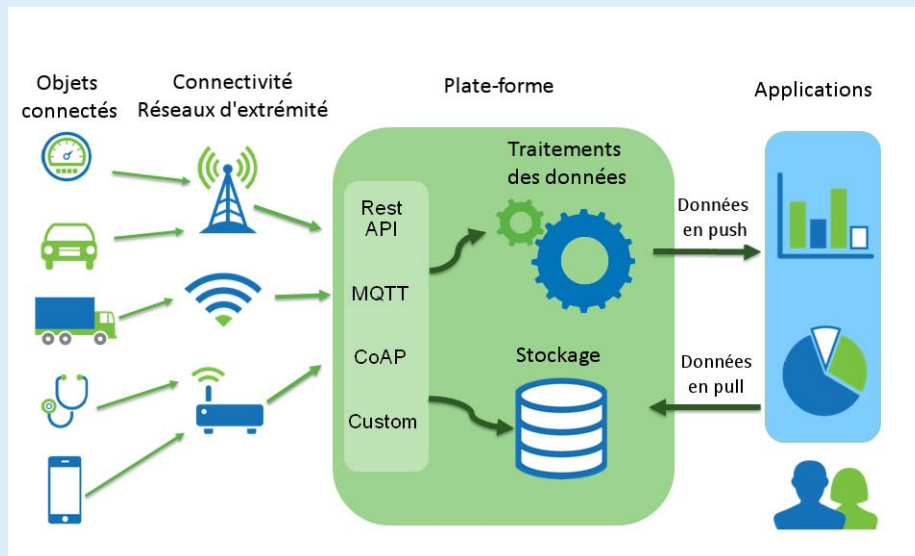 Objets
connectés
Connectivité
Réseaux d'extrémité
Plate-forme
Applications
Rest
API
MQTT
CoAP
Custom
Traitements
des données
Stockage
Données
en push
Données
en pull